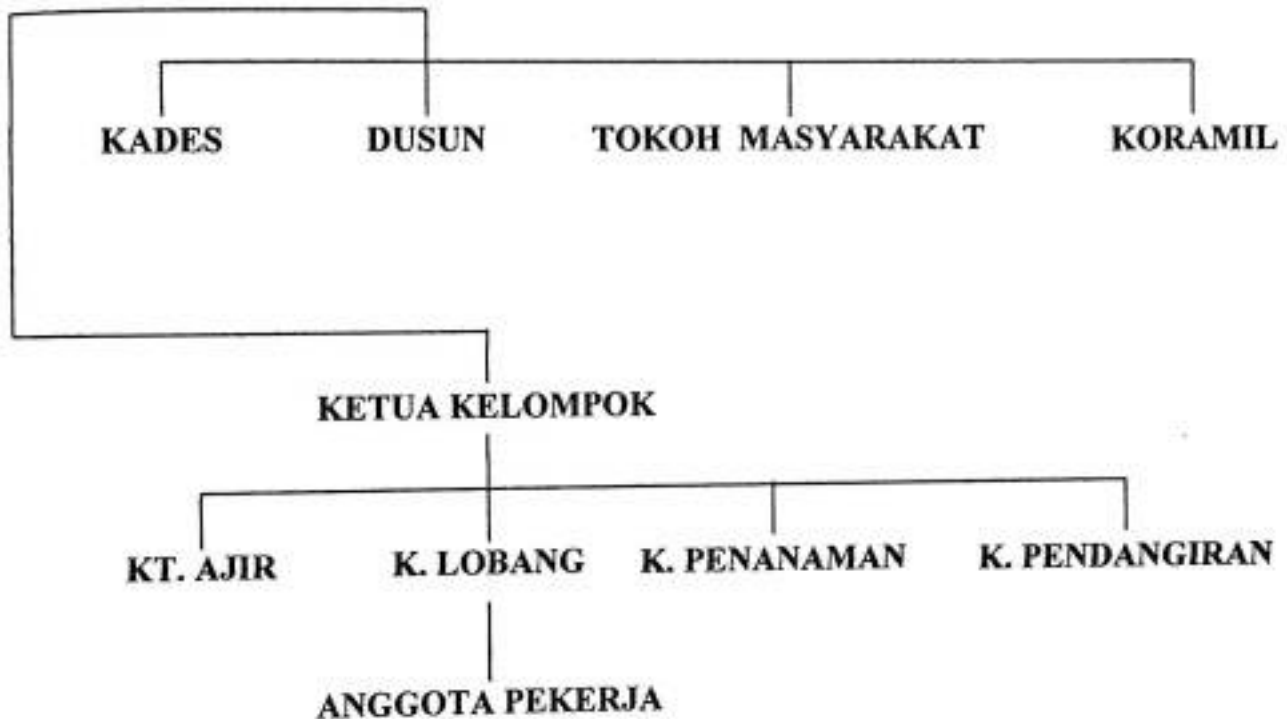 KADES DUSUN TOKOH MASYARAKAT KORAMIL
KETUA KELOMPOK
KT. AJIR K. LOBANG K. PENANAMAN K. PENDANGIRAN
ANGGOTA PEKERJA